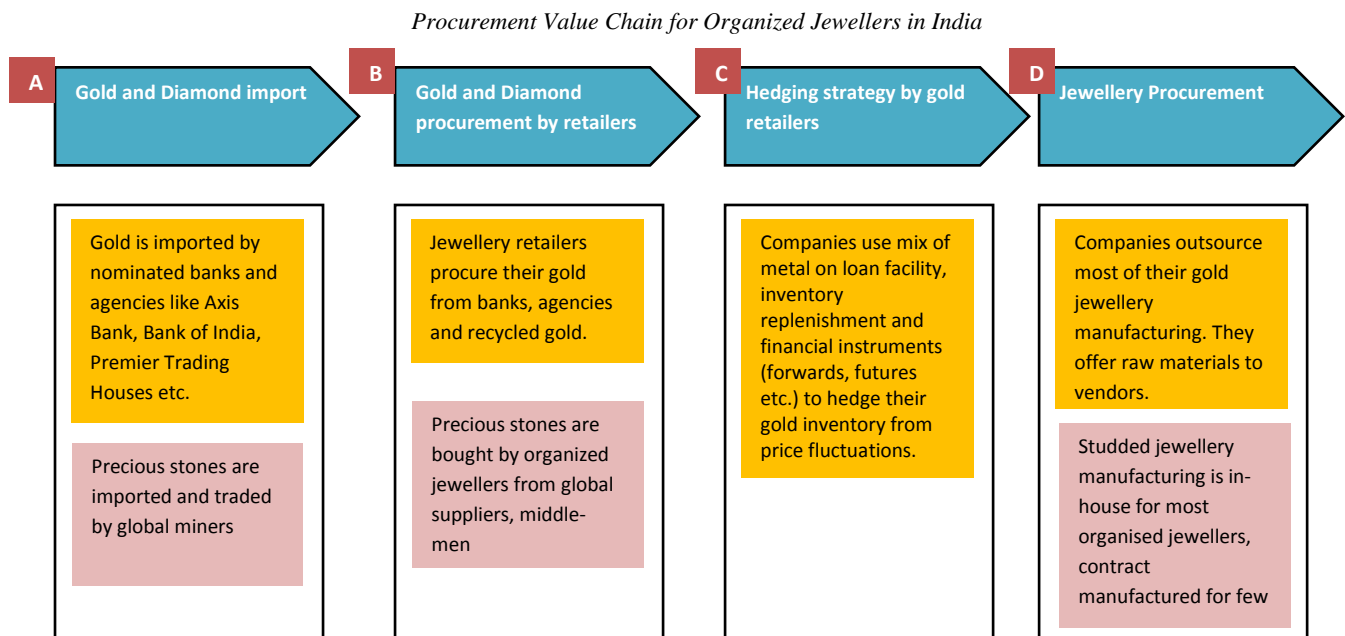 Procurement Value Chain for Organized Jewellers in India
A
Gold and Diamond import
B
Gold and Diamond
procurement by retailers
C
Hedging strategy by gold
retailers
D
Jewellery Procurement
Gold is imported by
nominated banks and
agencies like Axis
Bank, Bank of India,
Premier Trading
Houses etc.
Precious stones are
imported and traded
by global miners
Jewellery retailers
procure their gold
from banks, agencies
and recycled gold.
Precious stones are
bought by organized
jewellers from global
suppliers, middle-
men
Companies use mix of
metal on loan facility,
inventory
replenishment and
financial instruments
(forwards, futures
etc.) to hedge their
gold inventory from
price fluctuations.
Companies outsource
most of their gold
jewellery
manufacturing. They
offer raw materials to
vendors.
Studded jewellery
manufacturing is in-
house for most
organised jewellers,
contract
manufactured for few